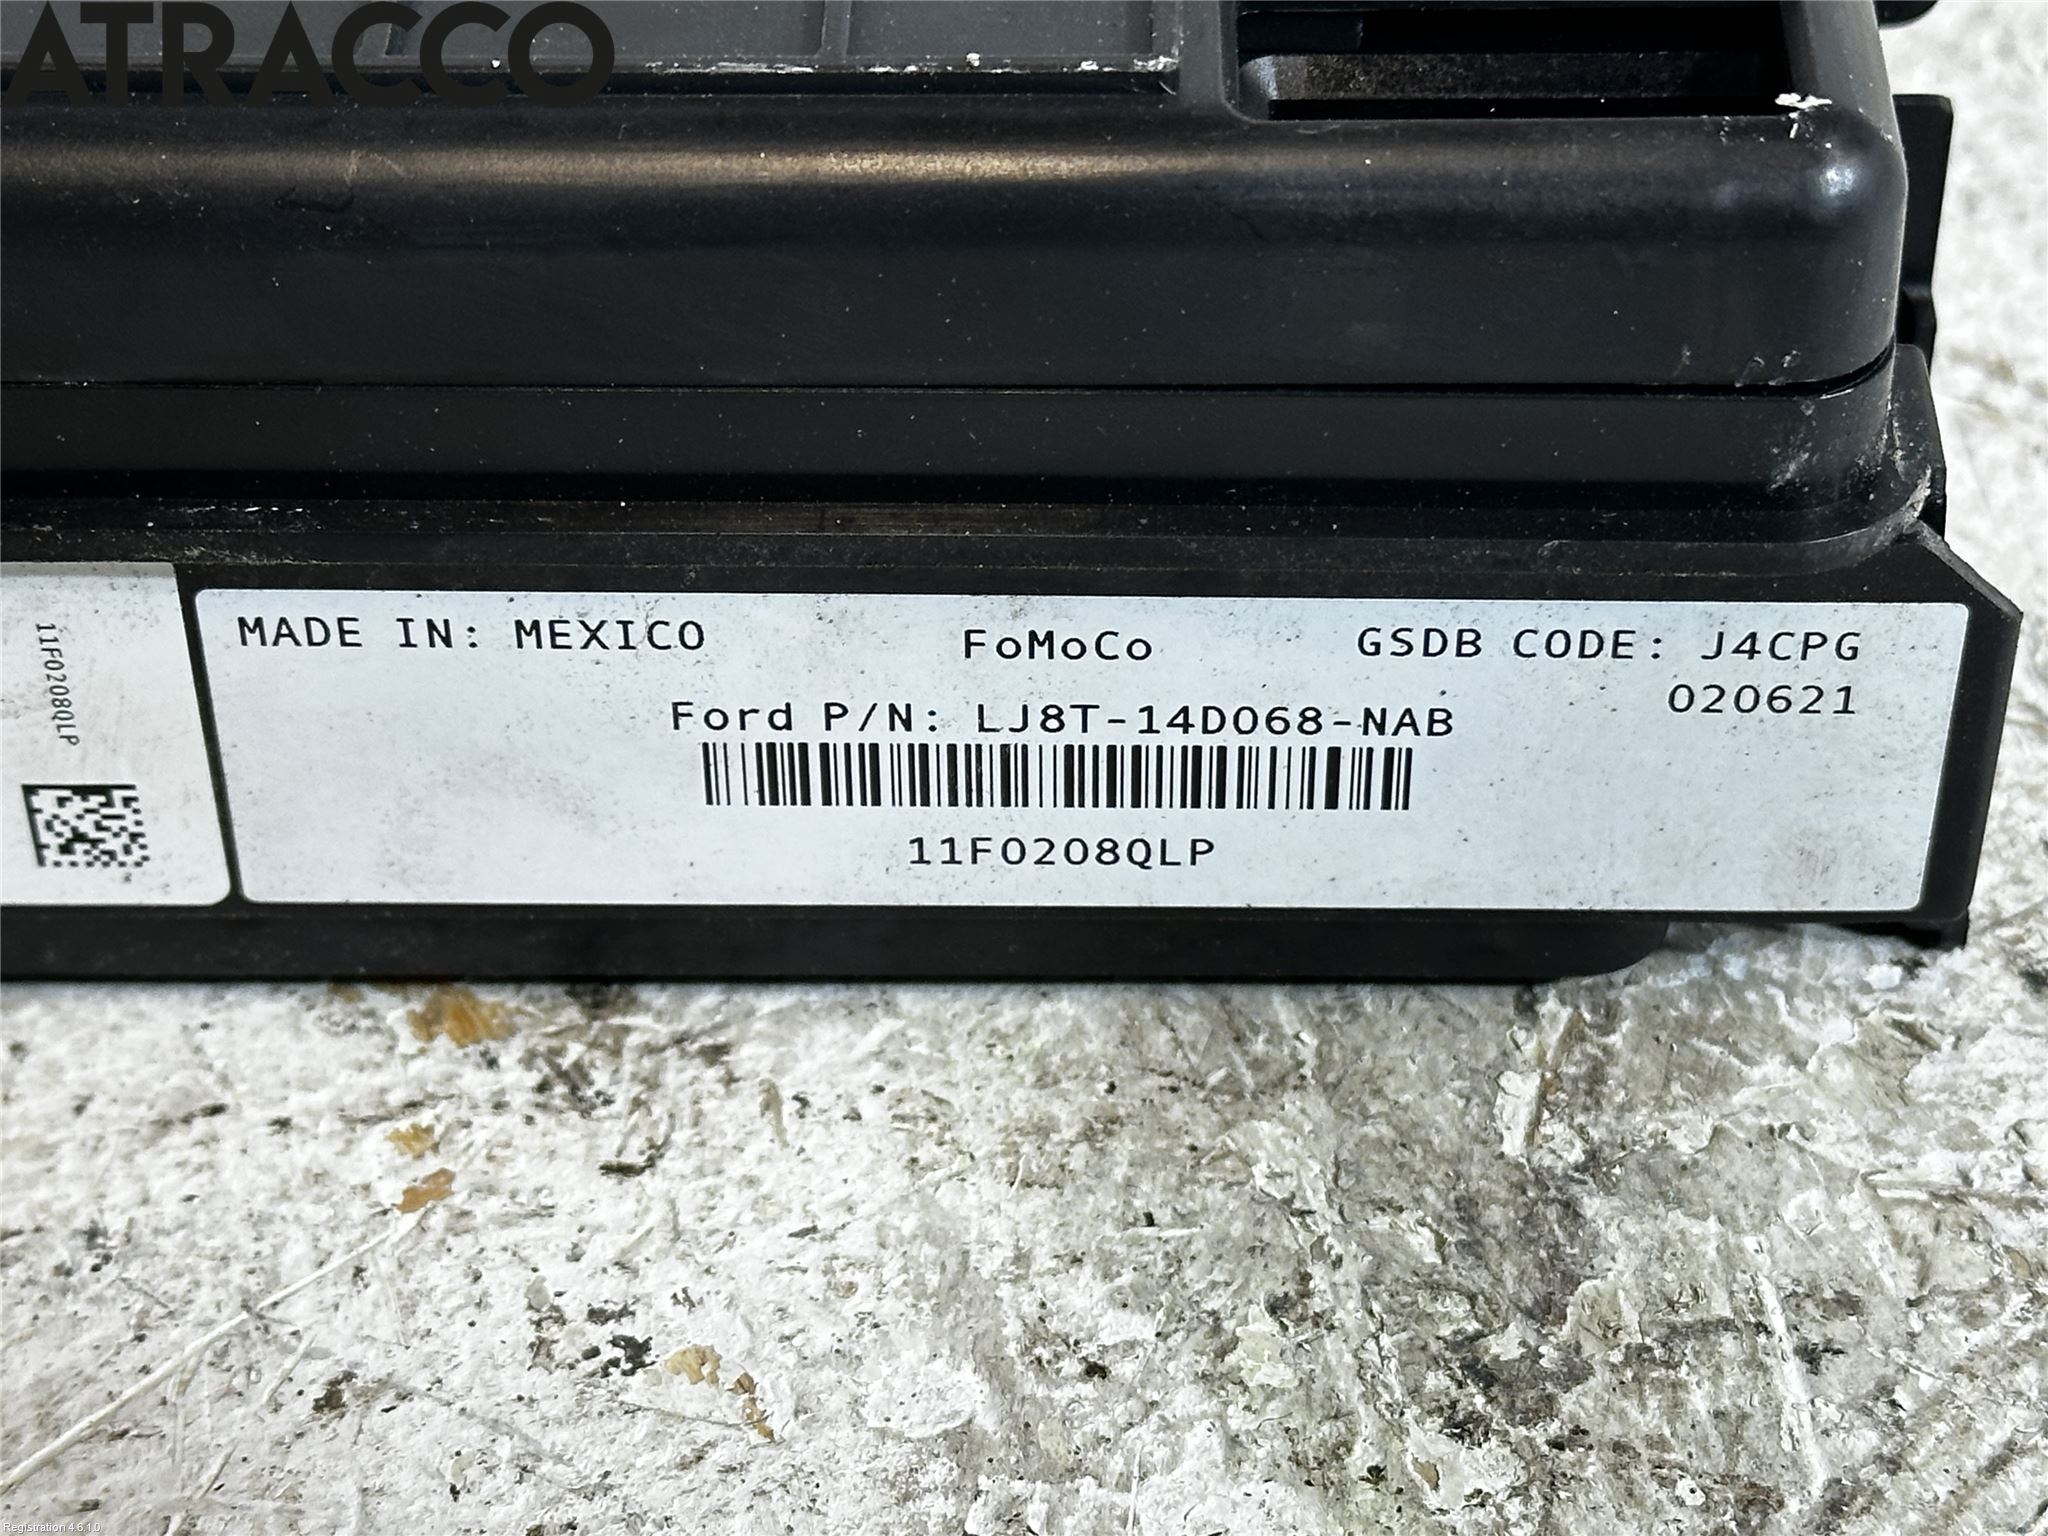 ATRACCO
MADE IN: MEXICO
FoMoCo
GSDB CODE: J4CPG
020621
Ford P/N: LJ8T-14D068-NAB
11F0208QLP
11F0208QLP
Registration 4.6.1.0